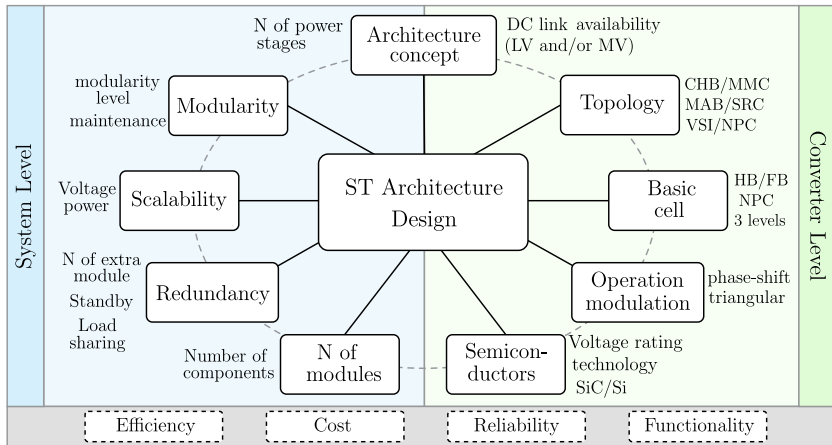 N of power
stages
Architecture
concept
DC link availability
(LV and/or MV)
modularity
level
maintenance
Modularity
Topology
CHB/MMC
MAB/SRC
VSI/NPC
System Level
Voltage
power
Scalability
ST Architecture
Design
Basic
cell
HB/FB
NPC
3 levels
Converter Level
N of extra
module
Standby
Load
sharing
Redundancy
Operation
modulation
phase-shift
triangular
Number of
components
N of
modules
Semicon-
ductors
Voltage rating
technology
SiC/Si
Efficiency
Cost
Reliability
Functionality